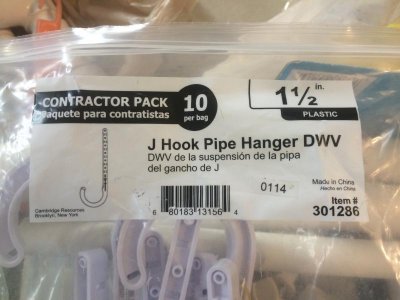 CONTRACTOR PACK
Paquete para contratistas
10
per bag
1½ in.
PLASTIC
J Hook Pipe Hanger DWV
DWV de la suspensión de la pipa
del gancho de J
0114
Made in China
Hecho en China
Item #
301286
Cambridge Resources
Brooklyn, New York
6 80183 13156 4